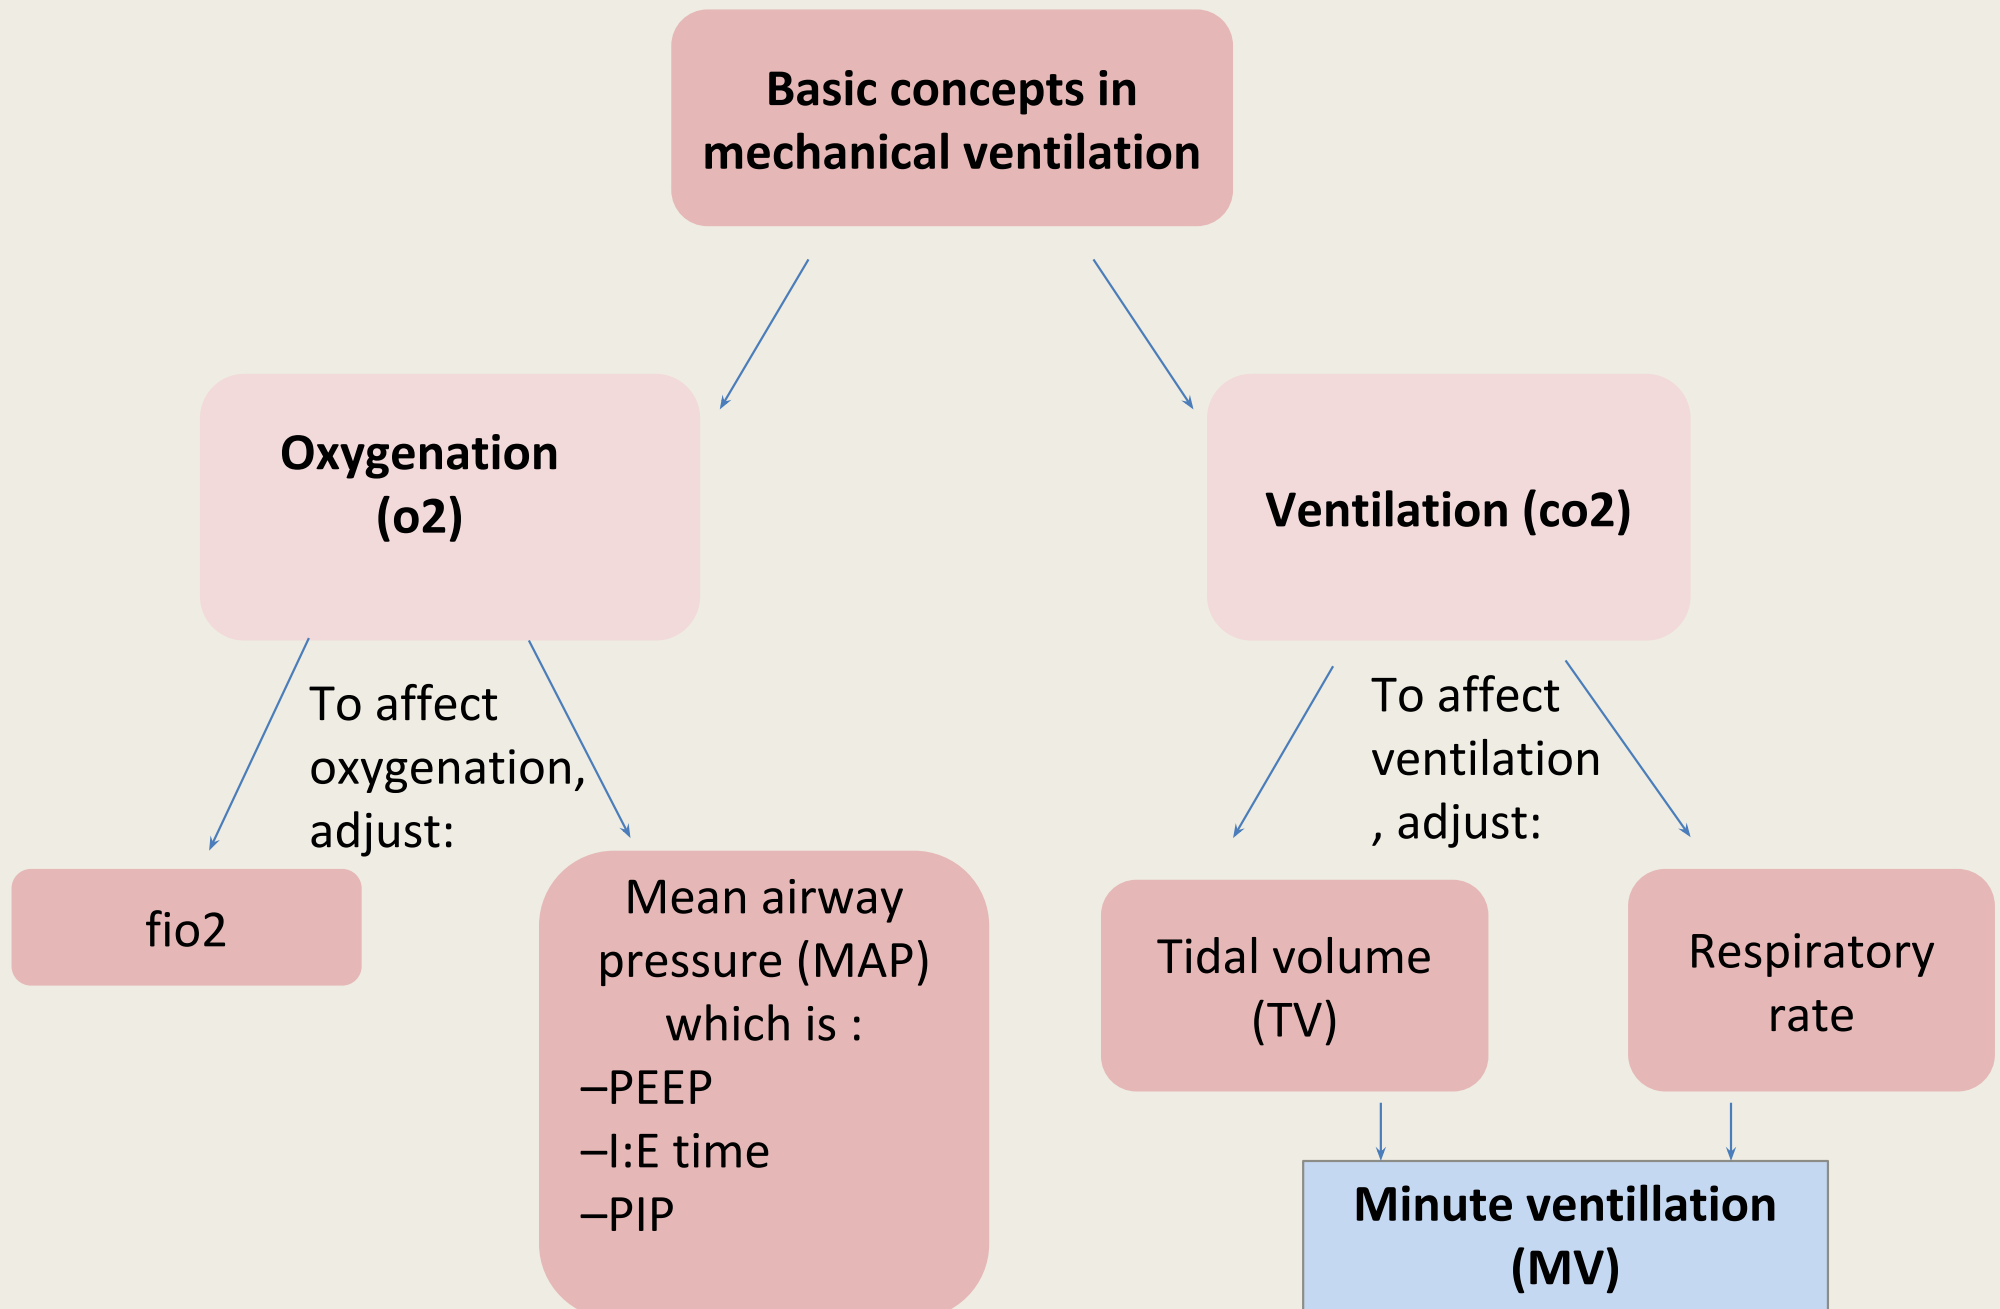 Basic concepts in
mechanical ventilation
Oxygenation
(o2)
Ventilation (co2)
To affect
oxygenation,
adjust:
To affect
ventilation
, adjust:
fio2
Mean airway
pressure (MAP)
which is :
–PEEP
–I:E time
–PIP
Tidal volume
(TV)
Respiratory
rate
Minute ventillation
(MV)